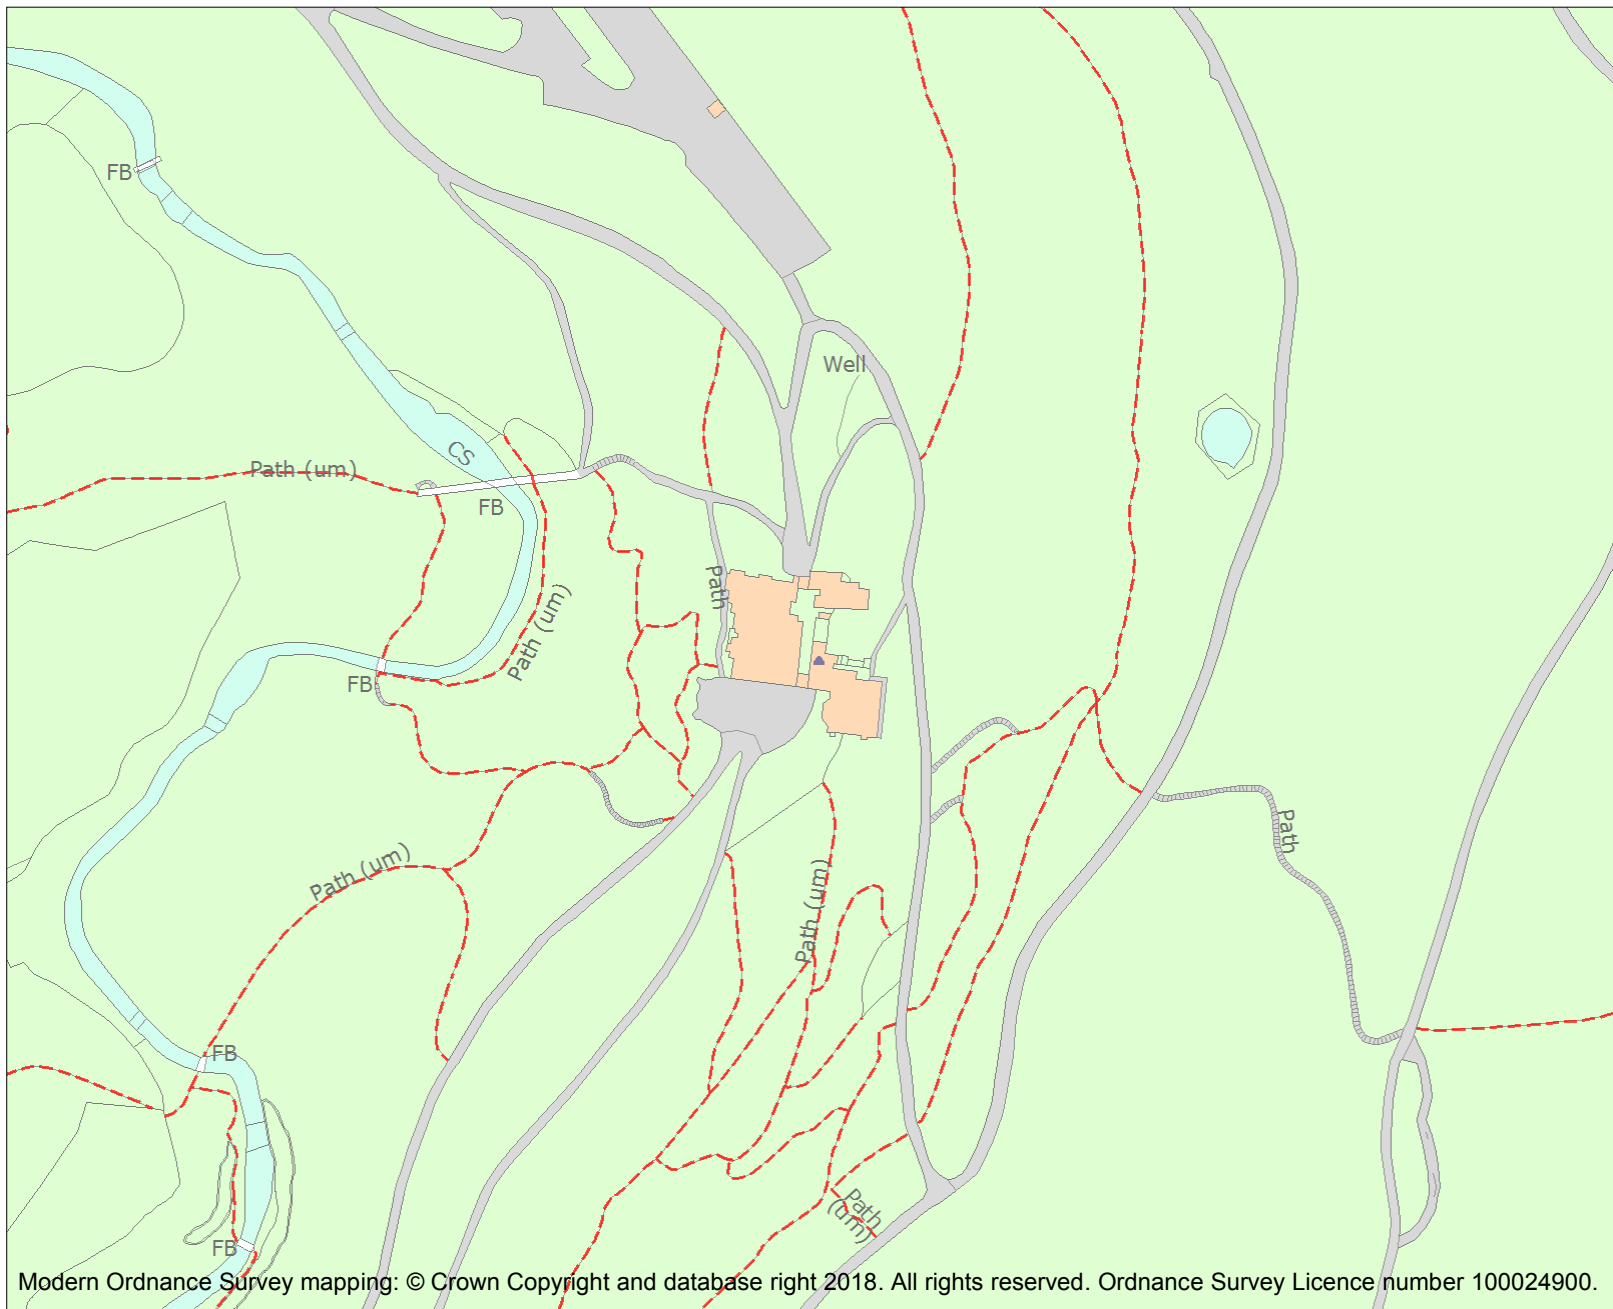 FB
Well
CS
Path (um)
FB
Path
Path (um)
FB
Path
Path (um)
Path (um)
FB
Path
(um)
FB
Modern Ordnance Survey mapping: © Crown Copyright and database right 2018. All rights reserved. Ordnance Survey Licence number 100024900.